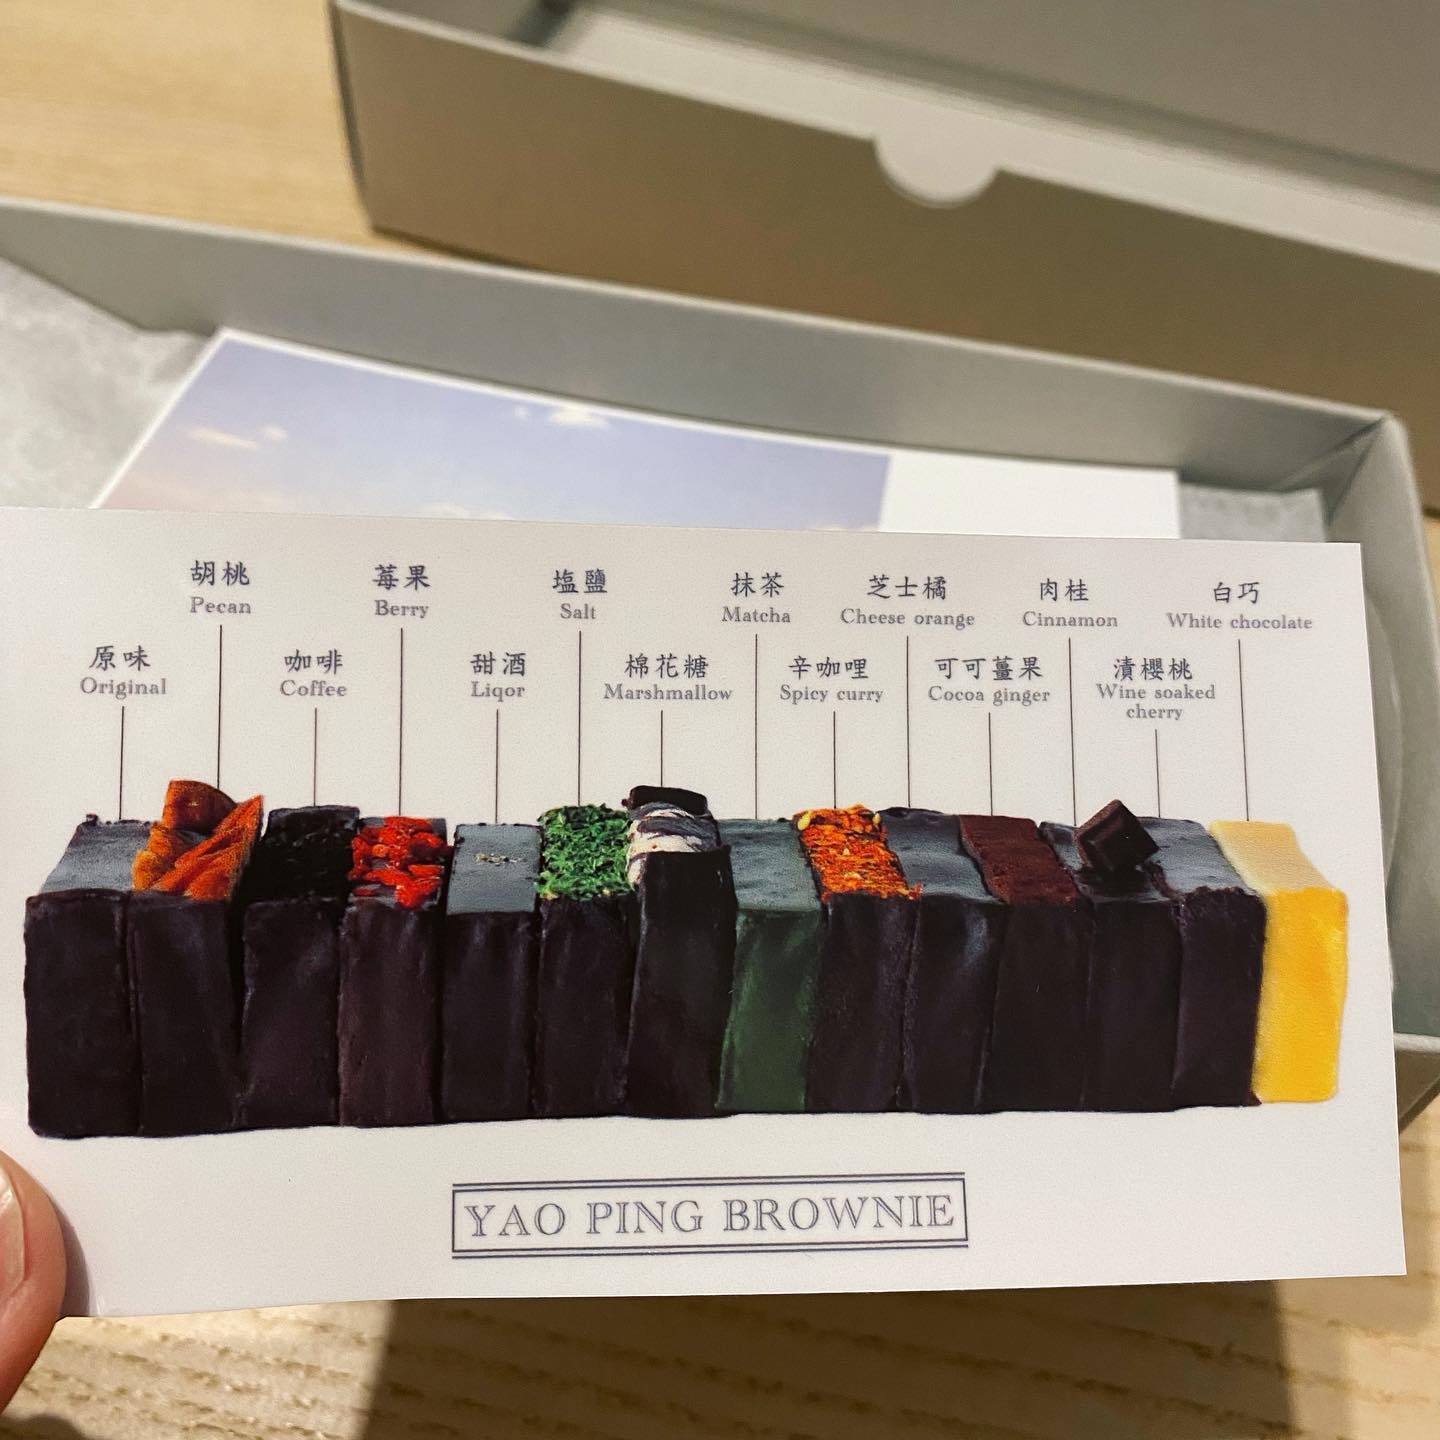 胡桃
Pecan
莓果
Berry
塩鹽
Salt
抹茶
Matcha
芝士橘
Cheese orange
肉桂
Cinnamon
白巧
White chocolate
原味
Original
咖啡
Coffee
甜酒
Liqor
棉花糖
Marshmallow
辛咖哩
Spicy curry
可可薑果
Cocoa ginger
漬櫻桃
Wine soaked
cherry
YAO PING BROWNIE